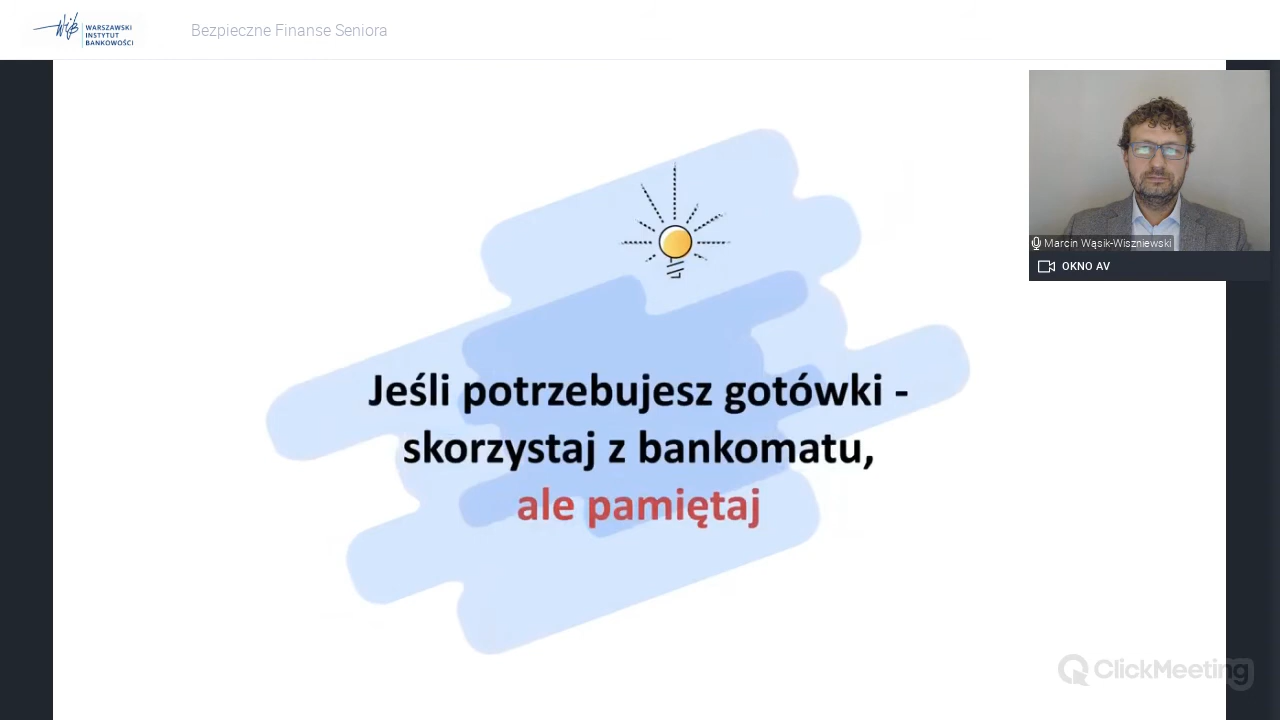 WiB
WARSZAWSKI
INSTYTUT
BANKOWOŚCI
Bezpieczne Finanse Seniora
Marcin Wąsik-Wiszniewski
OKNO AV
Jeśli potrzebujesz gotówki -
skorzystaj z bankomatu,
ale pamiętaj
ClickMeeting